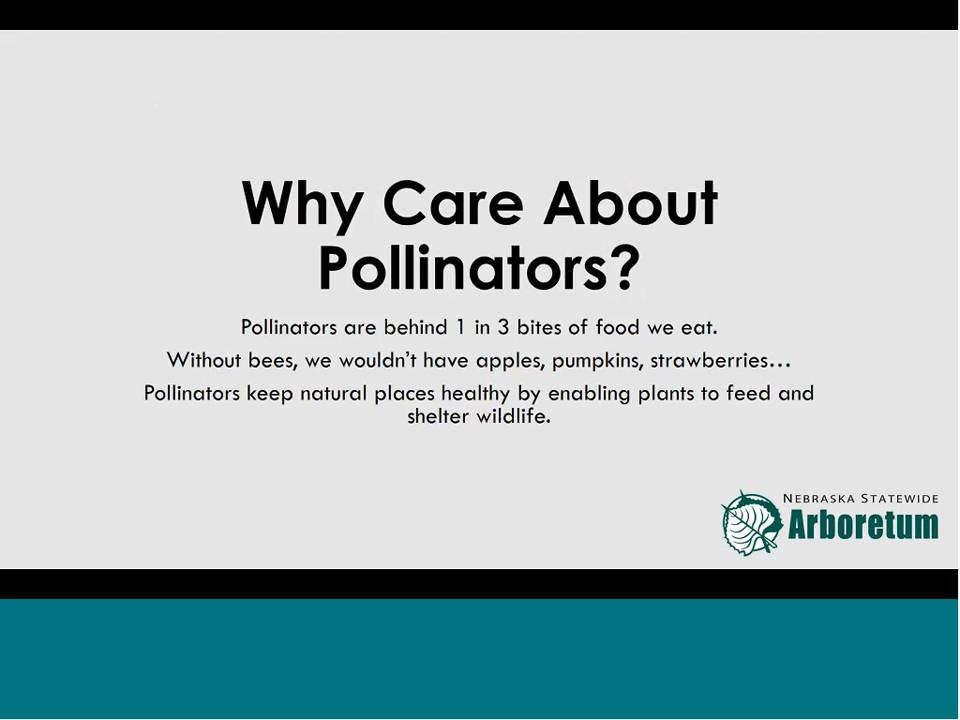 Why Care About
Pollinators?
Pollinators are behind 1 in 3 bites of food we eat.
Without bees, we wouldn't have apples, pumpkins, strawberries…
Pollinators keep natural places healthy by enabling plants to feed and
shelter wildlife.
NEBRASKA STATEWIDE
Arboretum